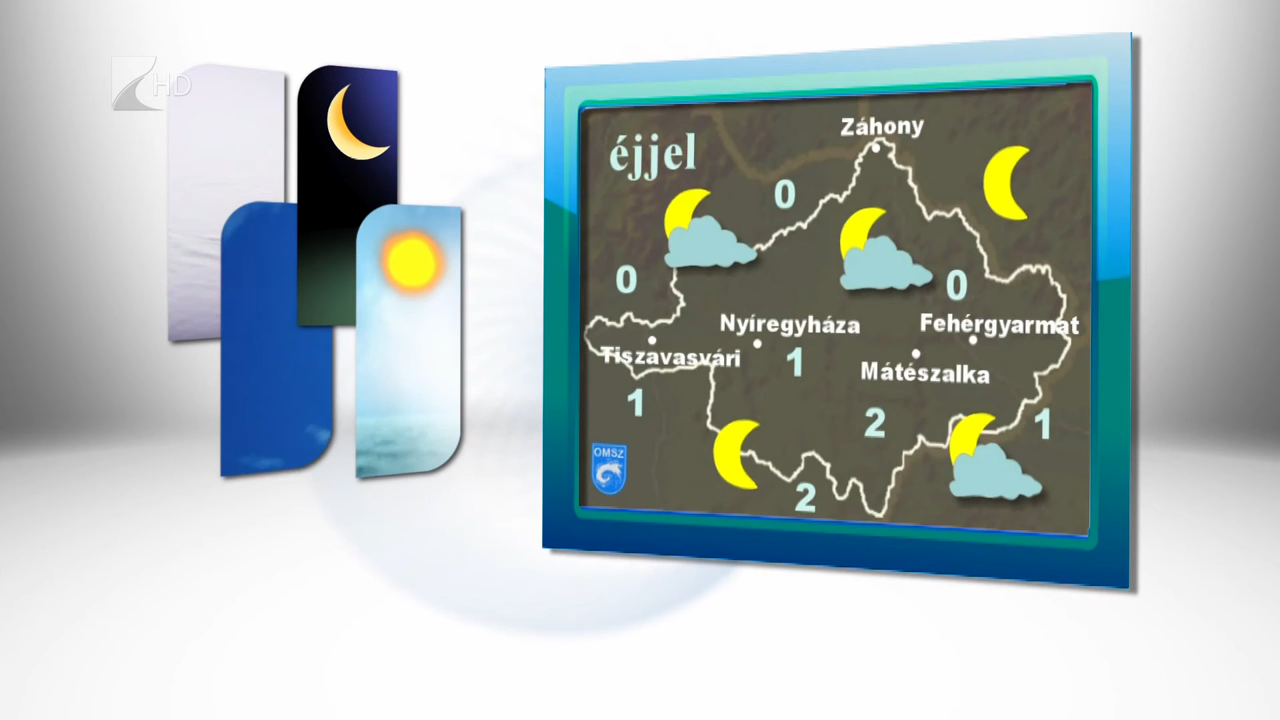 HD
Záhony
éjjel
0
0
0
Nyíregyháza
Fehérgyarmat
Tiszavasvári
1
Mátészalka
1
2
1
OMSZ
2